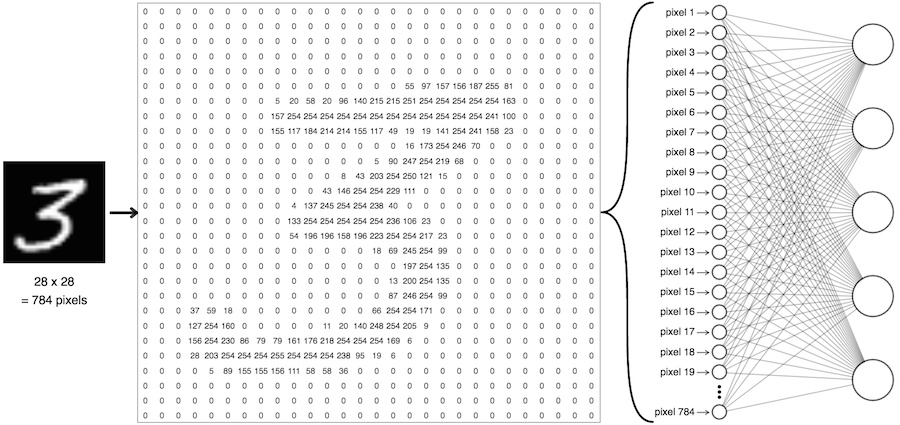 0 0 0 0 0 0 0 0 0 0 0 0 0 0 0 0 0 0 0 0 0 0 0 0 0 0 0 0
0 0 0 0 0 0 0 0 0 0 0 0 0 0 0 0 0 0 0 0 0 0 0 0 0 0 0 0
0 0 0 0 0 0 0 0 0 0 0 0 0 0 0 0 0 0 0 0 0 0 0 0 0 0 0 0
0 0 0 0 0 0 0 0 0 0 0 0 0 0 0 0 0 0 0 0 0 0 0 0 0 0 0 0
0 0 0 0 0 0 0 0 0 0 0 0 0 0 0 0 0 0 0 0 0 0 0 0 0 0 0 0
0 0 0 0 0 0 0 0 0 0 0 0 0 0 0 0 55 97 157 156 187 255 81 0 0 0 0 0
0 0 0 0 0 0 0 0 5 20 58 20 96 140 215 215 251 254 254 254 254 254 163 0 0 0 0 0
0 0 0 0 0 0 0 0 157 254 254 254 254 254 254 254 254 254 254 254 254 241 100 0 0 0 0 0
0 0 0 0 0 0 0 0 155 117 184 214 214 155 117 49 19 19 141 254 241 158 23 0 0 0 0 0
0 0 0 0 0 0 0 0 0 0 0 0 0 0 0 0 16 173 254 246 70 0 0 0 0 0 0 0
0 0 0 0 0 0 0 0 0 0 0 0 0 0 5 90 247 254 219 68 0 0 0 0 0 0 0 0
0 0 0 0 0 0 0 0 0 0 0 0 8 43 203 254 250 121 15 0 0 0 0 0 0 0 0 0
0 0 0 0 0 0 0 0 0 0 0 43 146 254 254 229 111 0 0 0 0 0 0 0 0 0 0 0
0 0 0 0 0 0 0 0 0 4 137 245 254 254 238 40 0 0 0 0 0 0 0 0 0 0 0 0
0 0 0 0 0 0 0 0 0 133 254 254 254 254 254 236 106 23 0 0 0 0 0 0 0 0 0 0
0 0 0 0 0 0 0 0 0 54 196 196 158 196 223 254 254 217 23 0 0 0 0 0 0 0 0 0
0 0 0 0 0 0 0 0 0 0 0 0 0 0 18 69 245 254 99 0 0 0 0 0 0 0 0 0
0 0 0 0 0 0 0 0 0 0 0 0 0 0 0 0 197 254 135 0 0 0 0 0 0 0 0 0
0 0 0 0 0 0 0 0 0 0 0 0 0 0 0 13 200 254 135 0 0 0 0 0 0 0 0 0
0 0 0 0 0 0 0 0 0 0 0 0 0 0 0 87 246 254 99 0 0 0 0 0 0 0 0 0
0 0 0 37 59 18 0 0 0 0 0 0 0 0 66 254 254 171 0 0 0 0 0 0 0 0 0 0
0 0 0 127 254 160 0 0 0 0 0 11 20 140 248 254 205 9 0 0 0 0 0 0 0 0 0 0
0 0 0 156 254 230 86 79 79 161 176 218 254 254 254 169 6 0 0 0 0 0 0 0 0 0 0 0
0 0 0 28 203 254 254 254 255 254 254 254 238 95 19 6 0 0 0 0 0 0 0 0 0 0 0 0
0 0 0 0 5 89 155 155 156 111 58 58 36 0 0 0 0 0 0 0 0 0 0 0 0 0 0 0
0 0 0 0 0 0 0 0 0 0 0 0 0 0 0 0 0 0 0 0 0 0 0 0 0 0 0 0
0 0 0 0 0 0 0 0 0 0 0 0 0 0 0 0 0 0 0 0 0 0 0 0 0 0 0 0
0 0 0 0 0 0 0 0 0 0 0 0 0 0 0 0 0 0 0 0 0 0 0 0 0 0 0 0
3
28 x 28
= 784 pixels
pixel 1
pixel 2
pixel 3
pixel 4
pixel 5
pixel 6
pixel 7
pixel 8
pixel 9
pixel 10
pixel 11
pixel 12
pixel 13
pixel 14
pixel 15
pixel 16
pixel 17
pixel 18
pixel 19
pixel 784